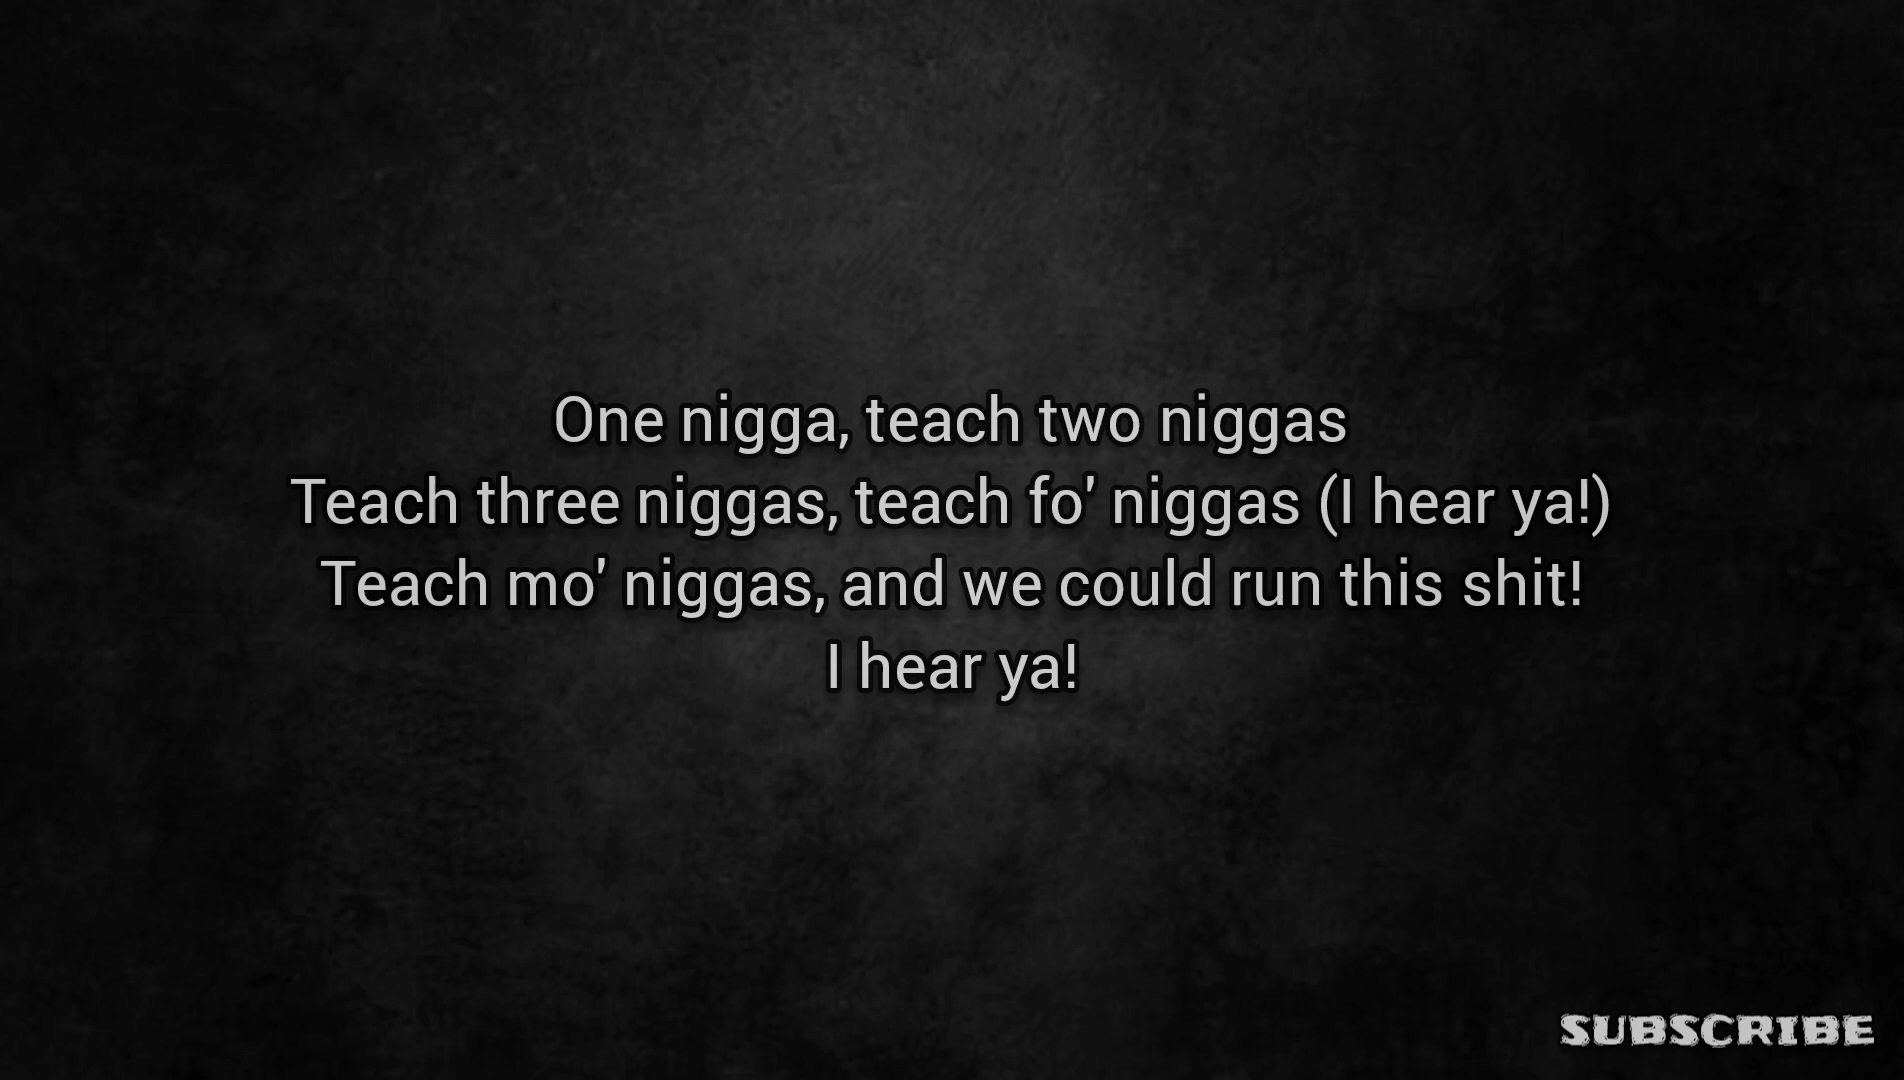 One nigga, teach two niggas
Teach three niggas, teach fo' niggas (I hear ya!)
Teach mo' niggas, and we could run this shit!
I hear ya!
SUBSCRIBE